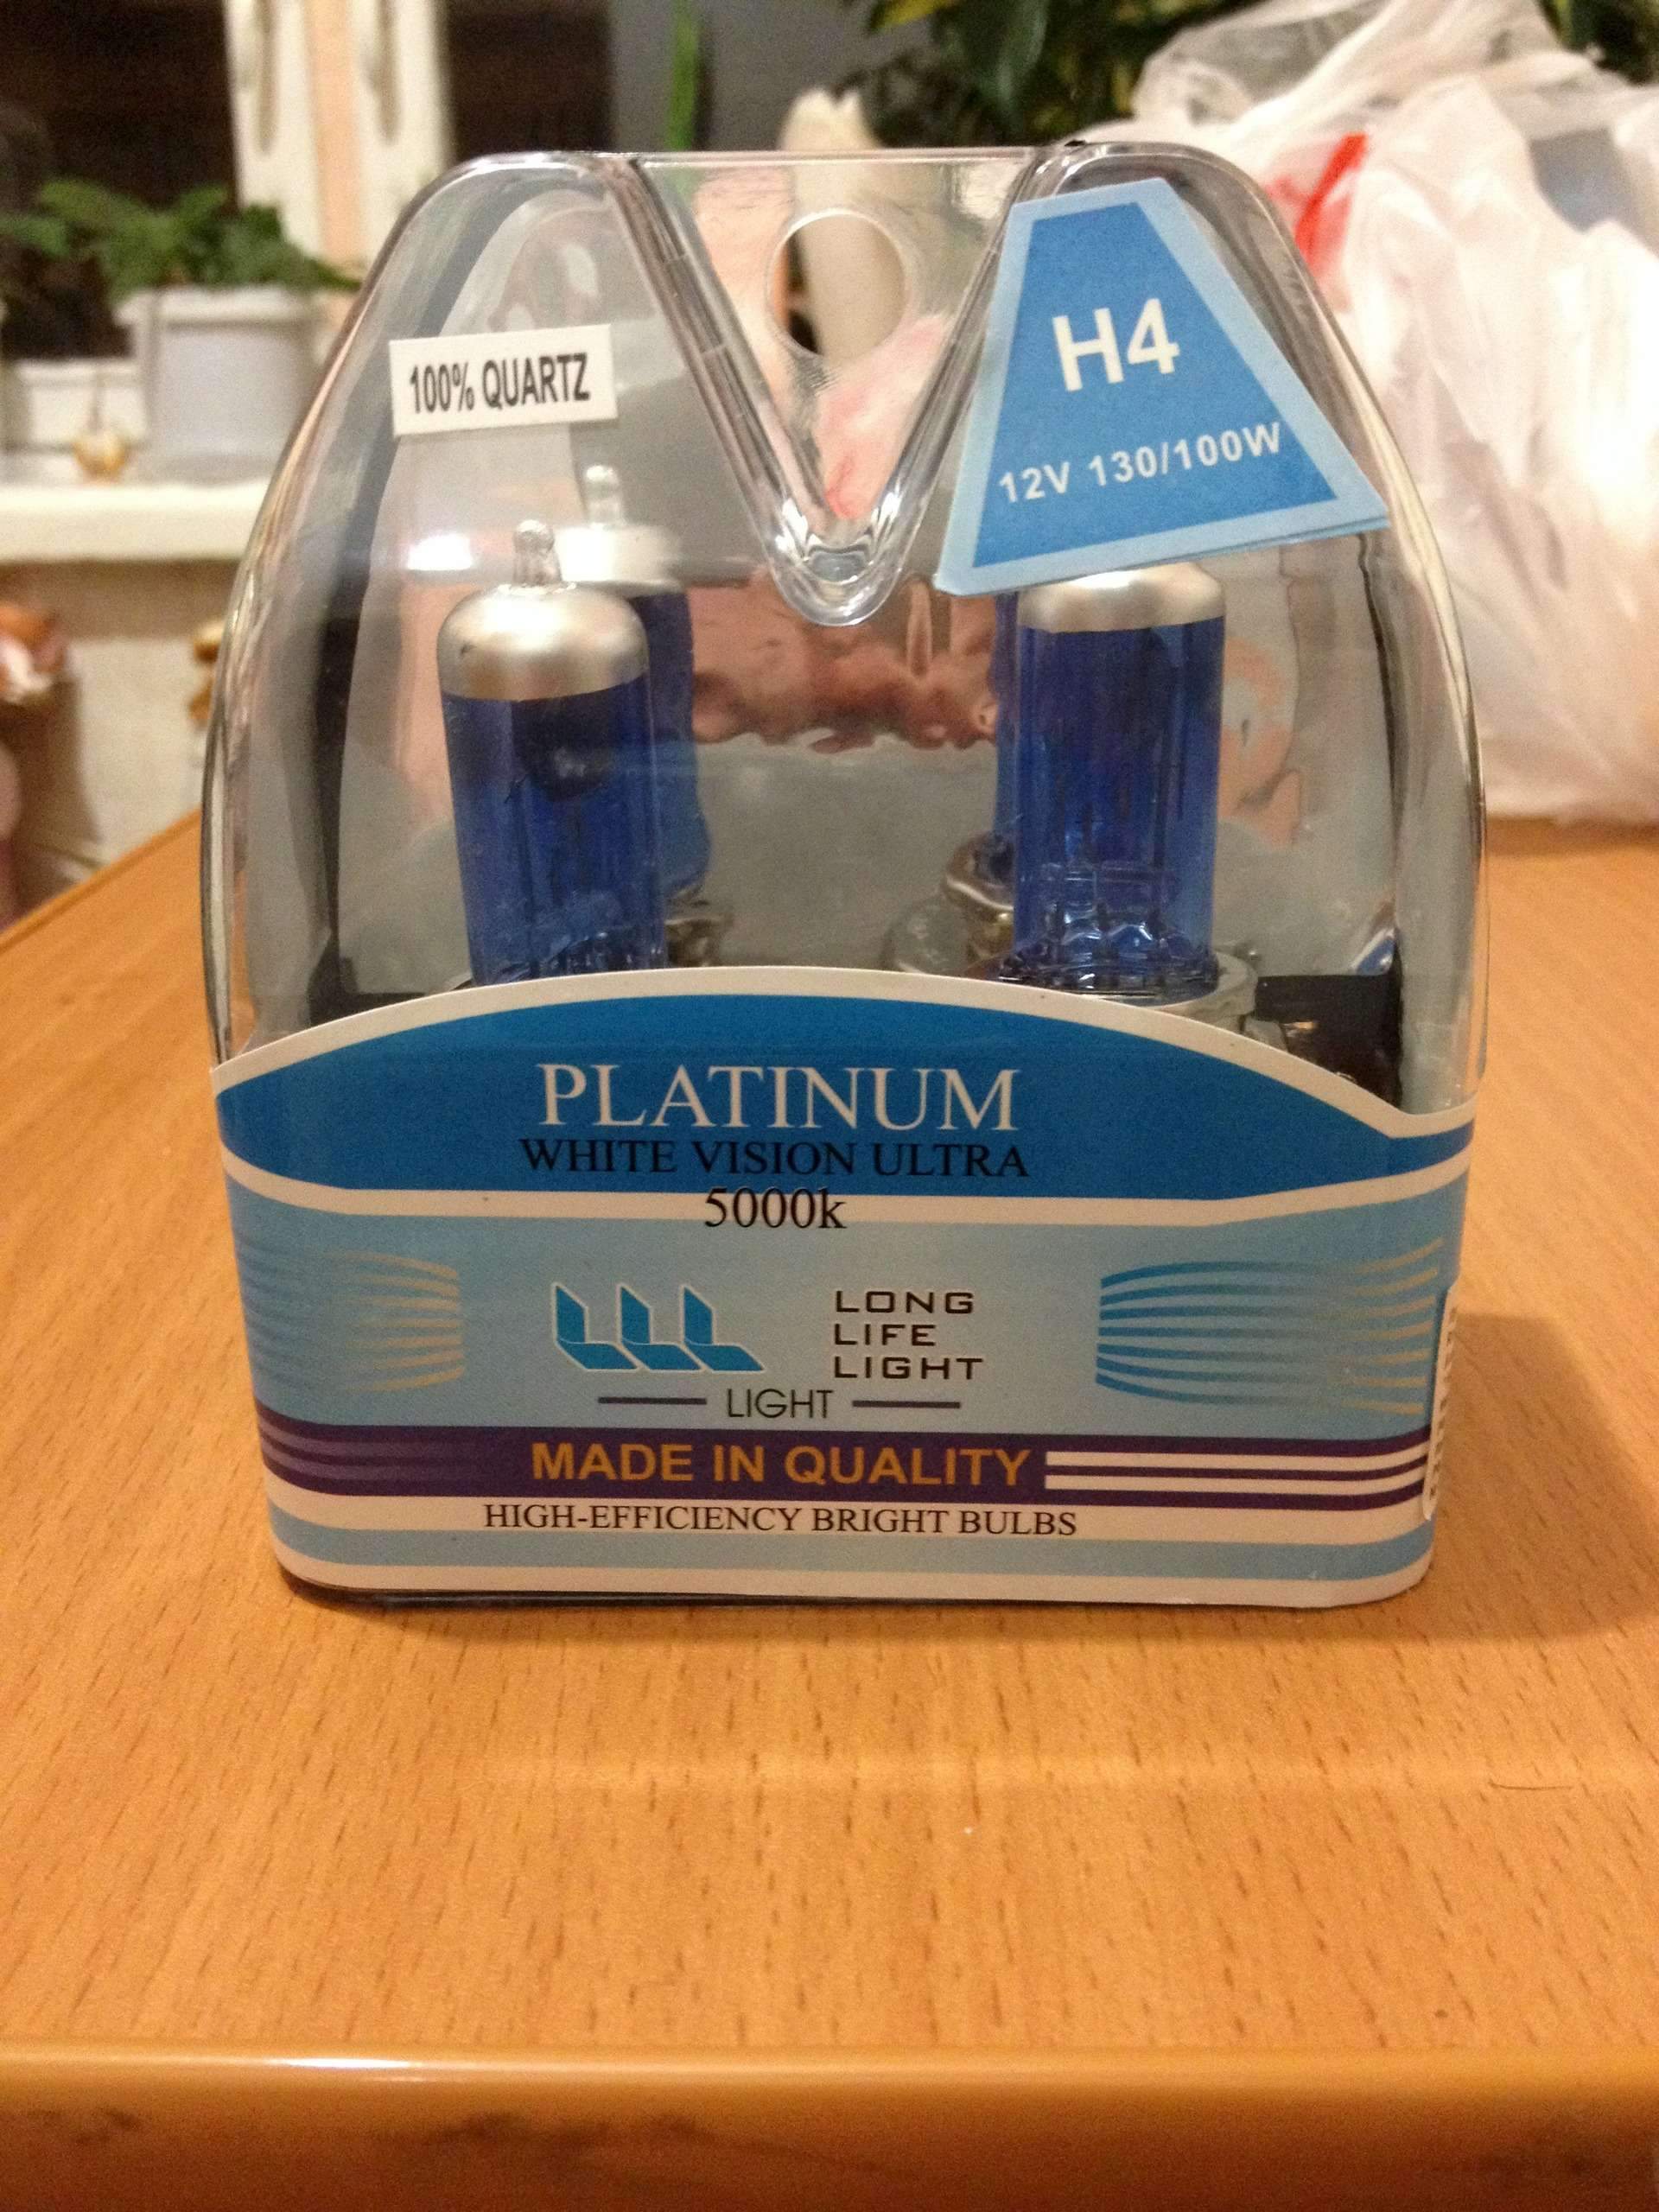 100% QUARTZ
H4
12V 130/100W
PLATINUM
WHITE VISION ULTRA
5000k
LONG
LIFE
LIGHT
LIGHT
MADE IN QUALITY
HIGH-EFFICIENCY BRIGHT BULBS